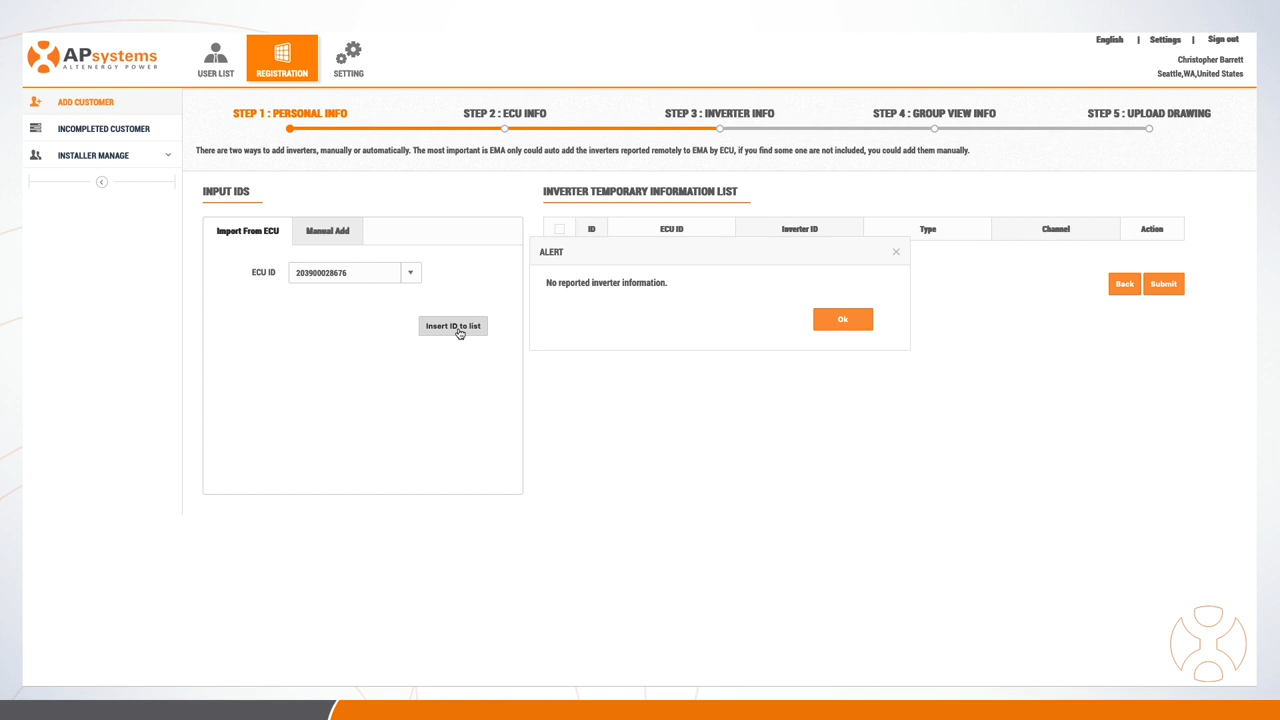 APsystems
ALTENERGY POWER
USER LIST
REGISTRATION
SETTING
English | Settings | Sign out
Christopher Barrett
Seattle,WA,United States
ADD CUSTOMER
INCOMPLETED CUSTOMER
INSTALLER MANAGE
STEP 1 : PERSONAL INFO
STEP 2 : ECU INFO
STEP 3 : INVERTER INFO
STEP 4 : GROUP VIEW INFO
STEP 5 : UPLOAD DRAWING
There are two ways to add inverters, manually or automatically. The most important is EMA only could auto add the inverters reported remotely to EMA by ECU, if you find some one are not included, you could add them manually.
INPUT IDS
Import From ECU
Manual Add
ECU ID
203900028676
Insert ID to list
INVERTER TEMPORARY INFORMATION LIST
ID
ECU ID
Inverter ID
Type
Channel
Action
ALERT
No reported inverter information.
Ok
Back
Submit